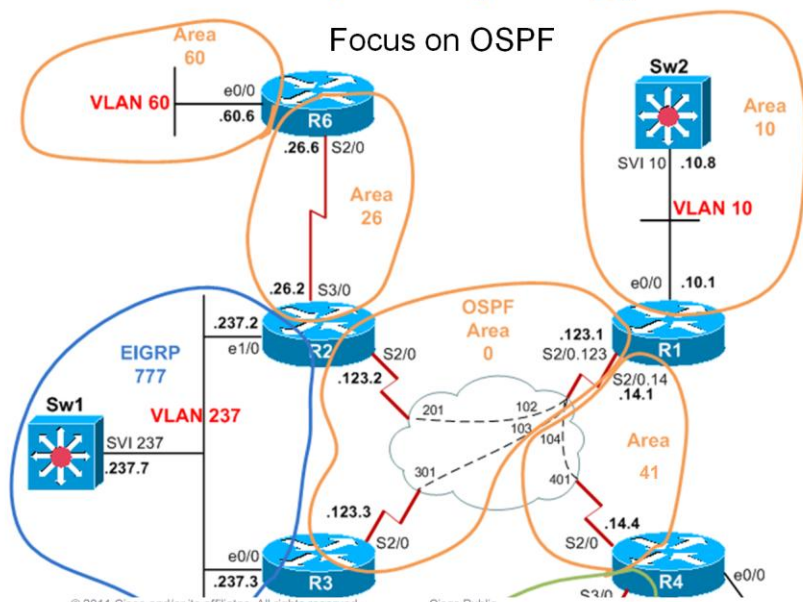 Focus on OSPF
Area
60
VLAN 60
e0/0
.60.6
R6
.26.6
S2/0
Area
26
.26.2
S3/0
Sw2
Area
10
SVI 10
.10.8
VLAN 10
e0/0
.10.1
R1
.237.2
e1/0
R2
EIGRP
777
OSPF
Area
0
.123.1
S2/0.123
S2/0
.123.2
S2/0.14
.14.1
Sw1
VLAN 237
SVI 237
.237.7
201
102
103
104
301
401
Area
41
.123.3
S2/0
.14.4
S2/0
e0/0
.237.3
R3
R4
e0/0
S3/0